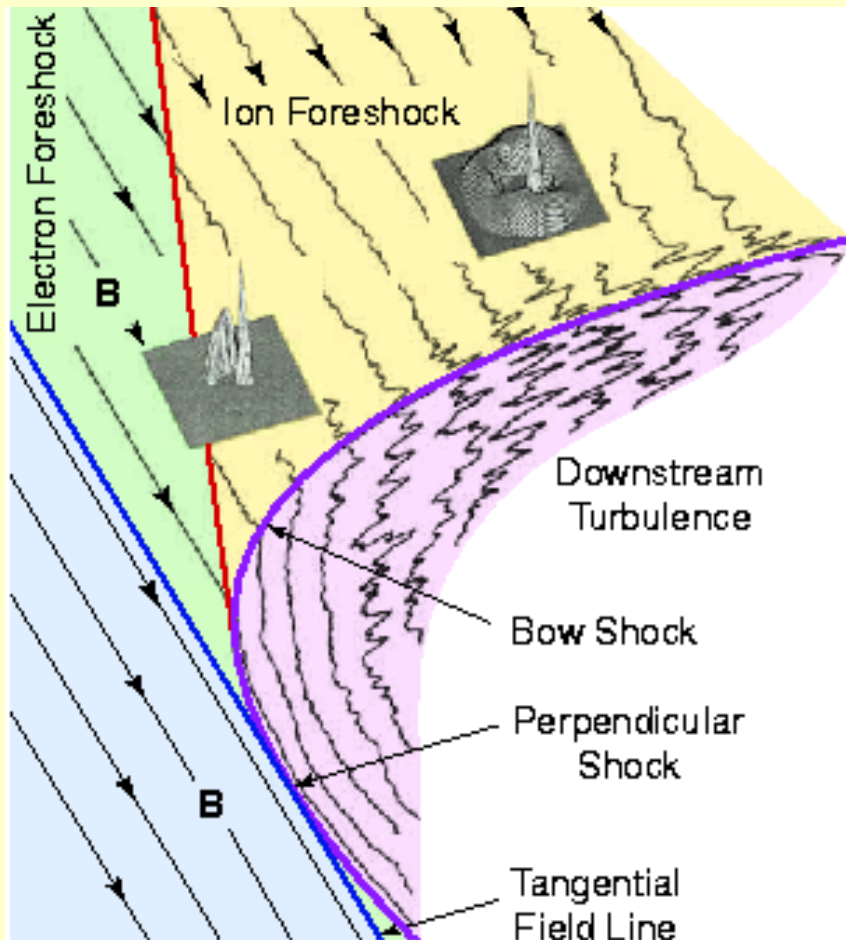 Electron Foreshock
Ion Foreshock
B
Downstream
Turbulence
Bow Shock
Perpendicular
Shock
B
Tangential
Field Line